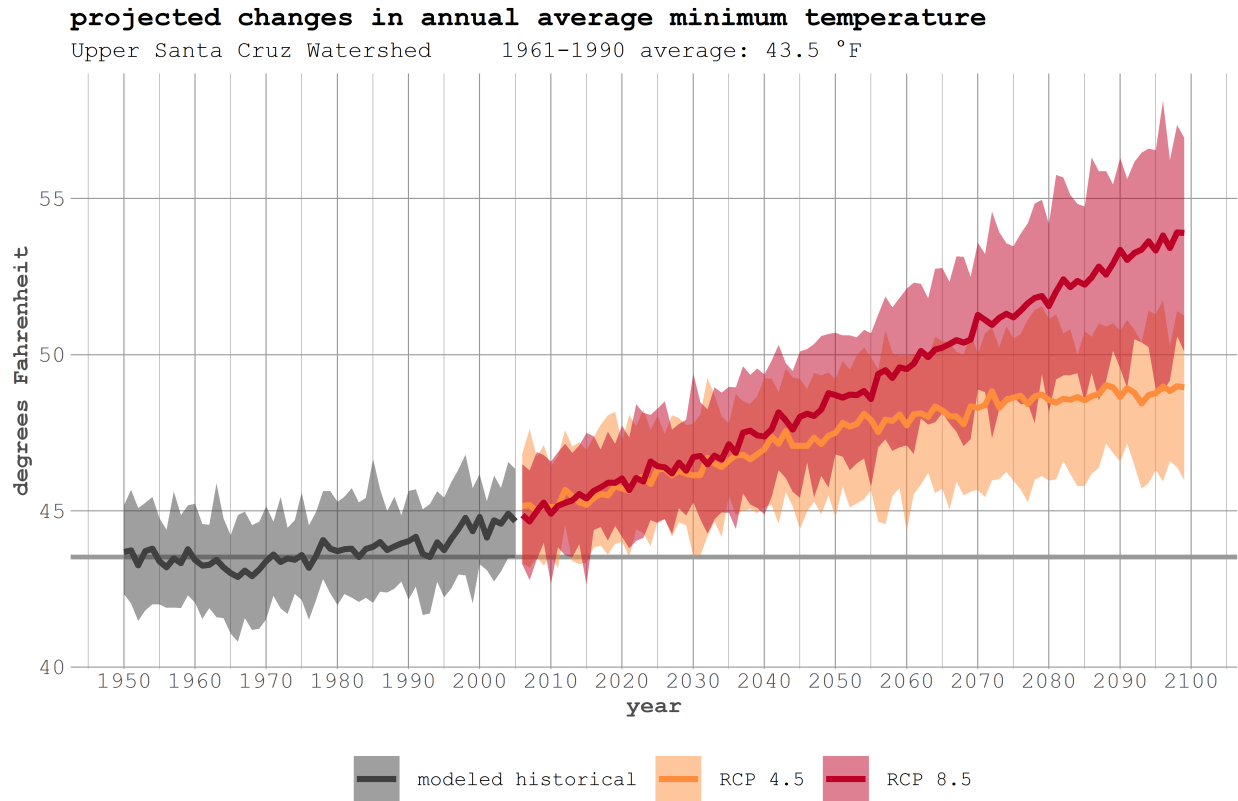 projected changes in annual average minimum temperature
Upper Santa Cruz Watershed 1961-1990 average: 43.5 °F
degrees Fahrenheit
55
50
45
40
1950 1960 1970 1980 1990 2000 2010 2020 2030 2040 2050 2060 2070 2080 2090 2100
year
modeled historical RCP 4.5 RCP 8.5